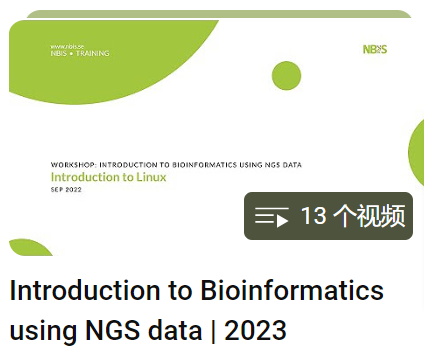 www.nbis.se
NBIS • TRAINING
NBIS
WORKSHOP: INTRODUCTION TO BIOINFORMATICS USING NGS DATA
Introduction to Linux
SEP 2022
13 个视频
Introduction to Bioinformatics
using NGS data | 2023